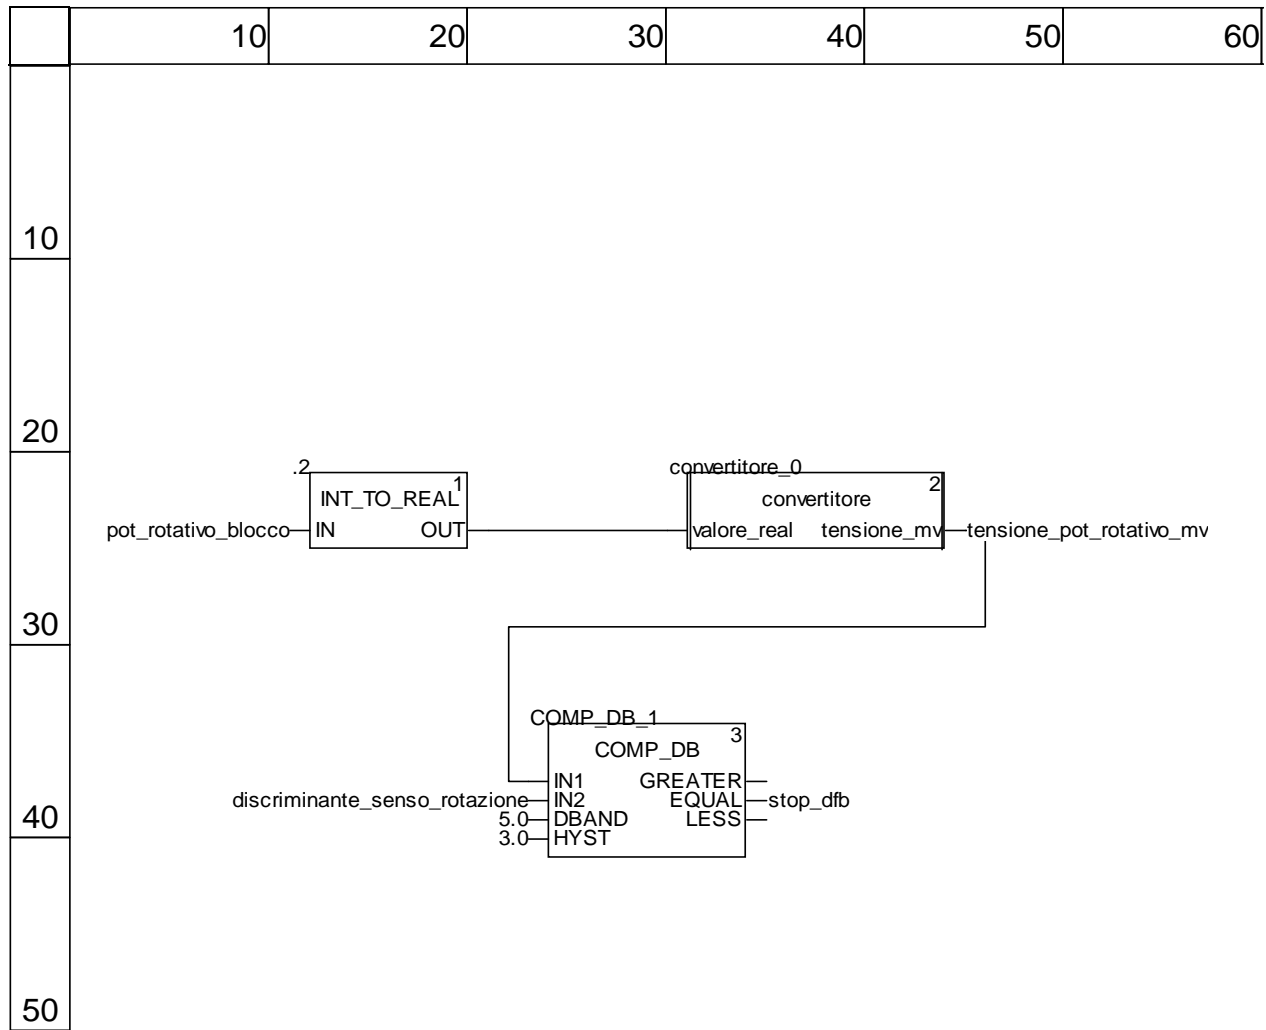 10 20 30 40 50 60
10
20
.2 convertitore_0
1 2
INT_TO_REAL convertitore
pot_rotativo_blocco IN OUT valore_real tensione_mv tensione_pot_rotativo_mv
30
COMP_DB_1
3
COMP_DB
IN1 GREATER
discriminante_senso_rotazione IN2 EQUAL stop_dfb
5.0 DBAND LESS
40
3.0 HYST
50